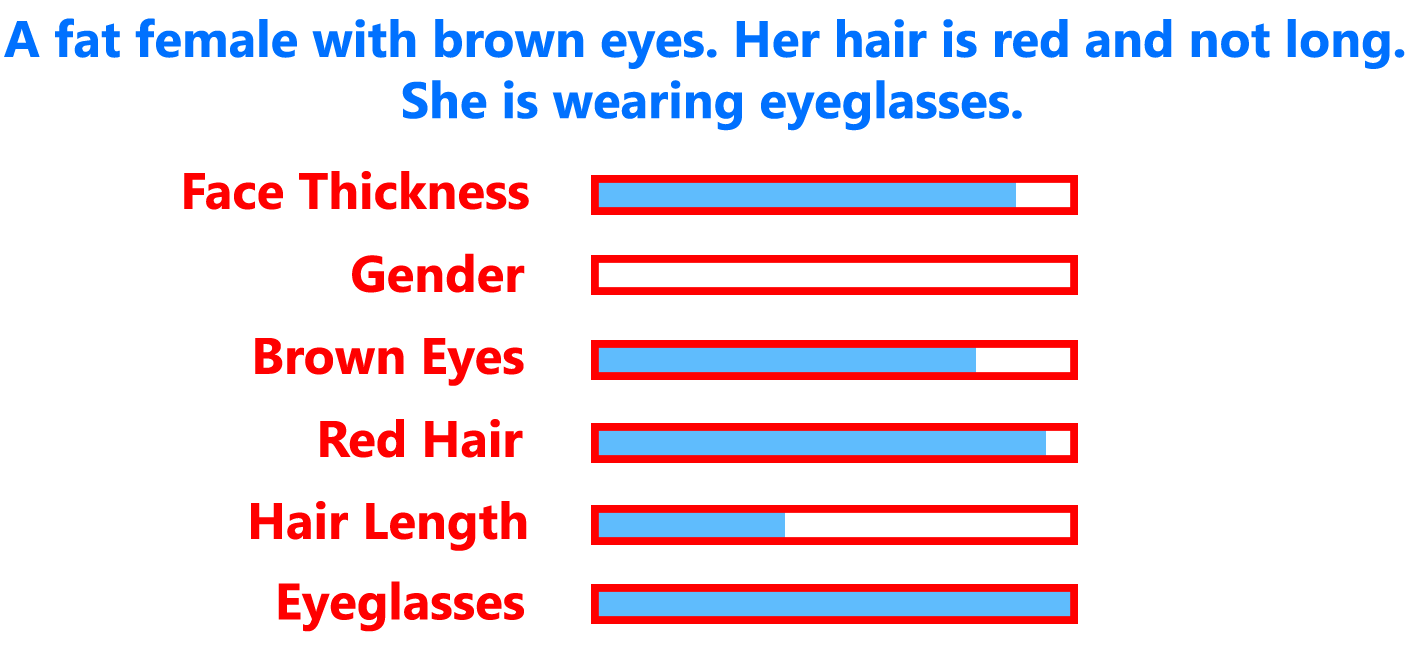 A fat female with brown eyes. Her hair is red and not long.
She is wearing eyeglasses.
Face Thickness
Gender
Brown Eyes
Red Hair
Hair Length
Eyeglasses